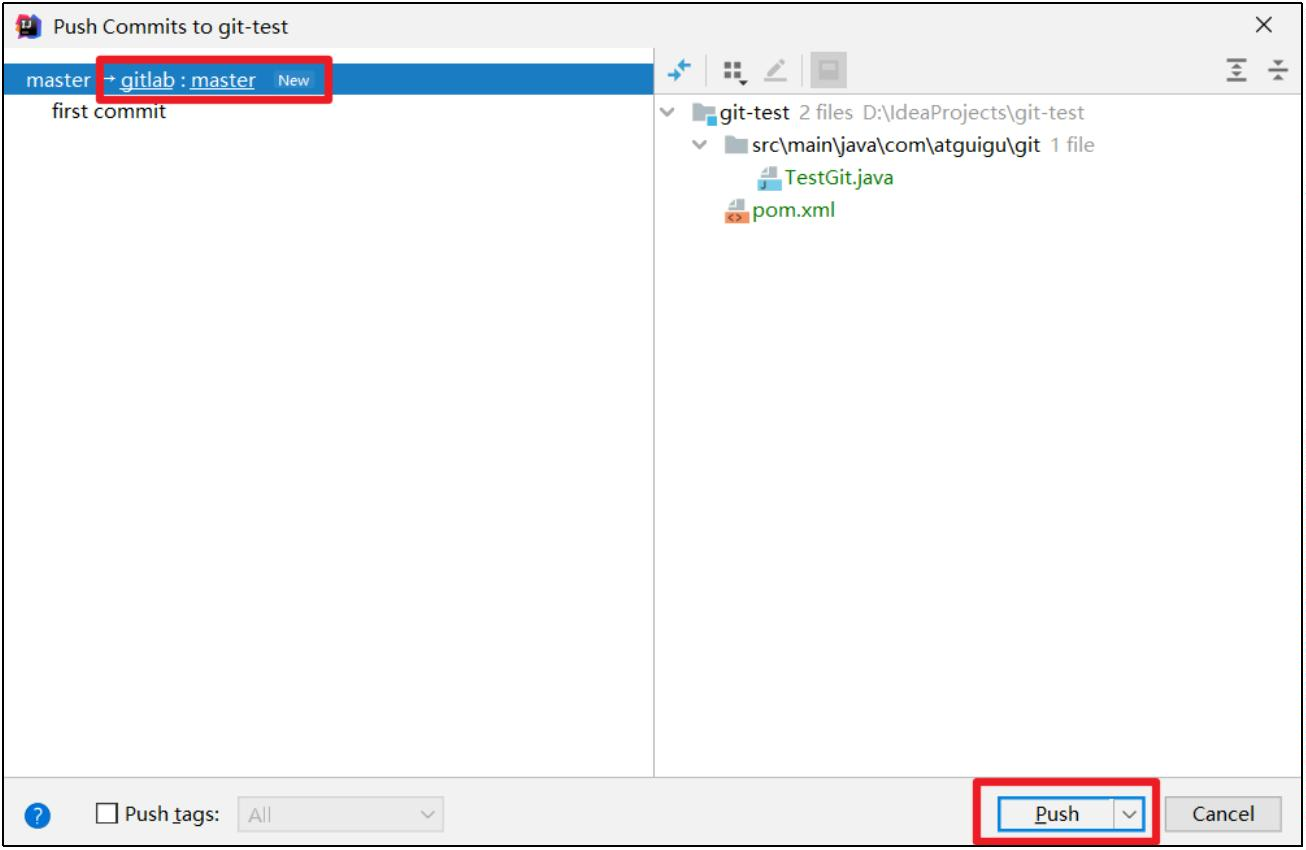 Push Commits to git-test
master → gitlab : master New
first commit
git-test 2 files D:\IdeaProjects\git-test
src\main\java\com\atguigu\git 1 file
TestGit.java
pom.xml
? Push tags: All Push Cancel